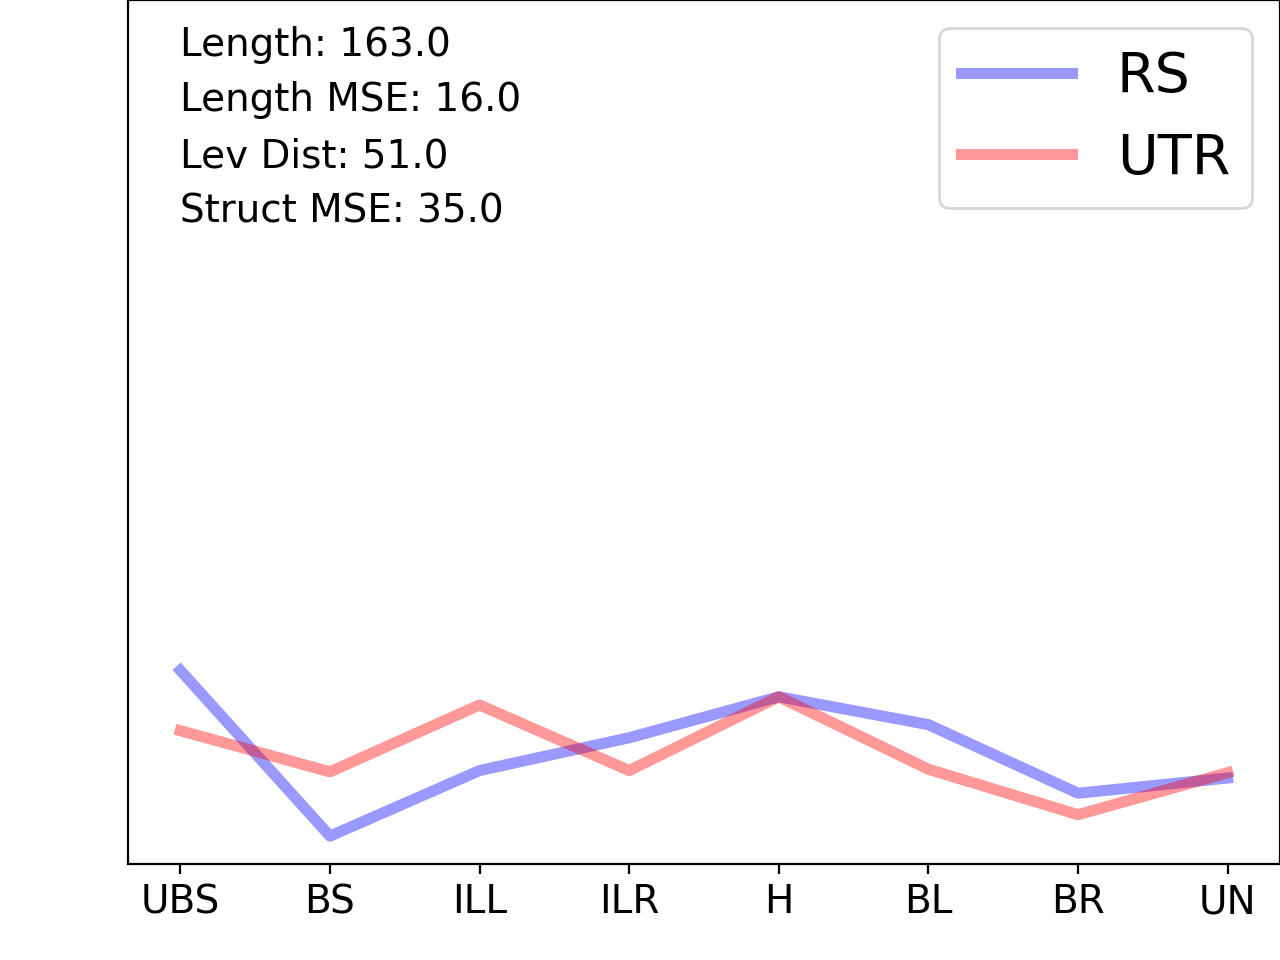 Length: 163.0
Length MSE: 16.0
Lev Dist: 51.0
Struct MSE: 35.0
RS
UTR
UBS BS ILL ILR H BL BR UN